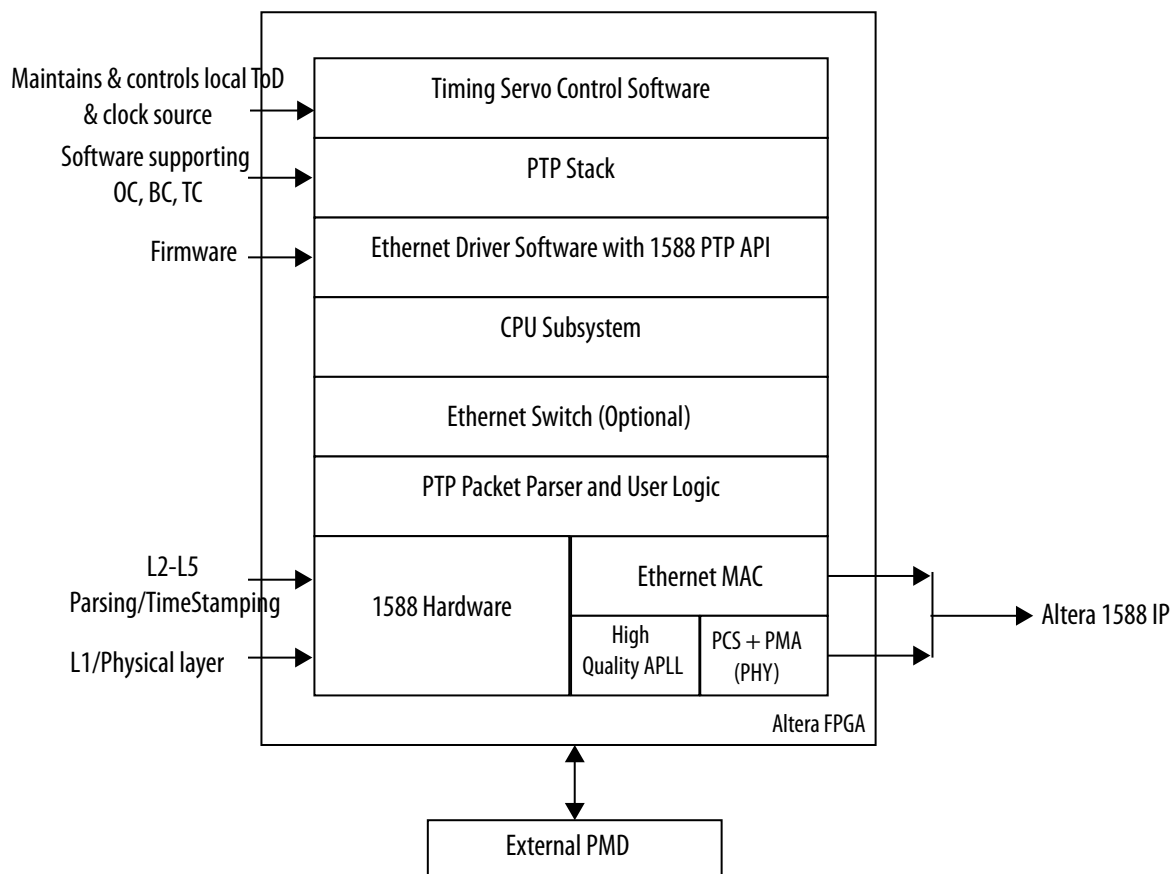 Maintains & controls local ToD
& clock source
Timing Servo Control Software
Software supporting
OC, BC, TC
PTP Stack
Firmware
Ethernet Driver Software with 1588 PTP API
CPU Subsystem
Ethernet Switch (Optional)
PTP Packet Parser and User Logic
L2-L5
Parsing/TimeStamping
L1/Physical layer
1588 Hardware
Ethernet MAC
High
Quality APLL
PCS + PMA
(PHY)
Altera 1588 IP
Altera FPGA
External PMD